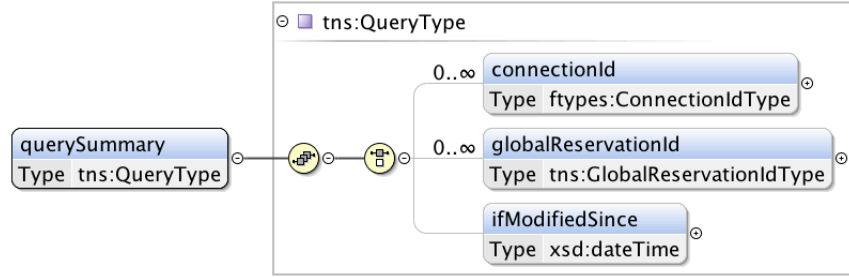 tns:QueryType
0..∞
connectionId
Type ftypes:ConnectionIdType
querySummary
Type tns:QueryType
0..∞
globalReservationId
Type tns:GlobalReservationIdType
ifModifiedSince
Type xsd:dateTime